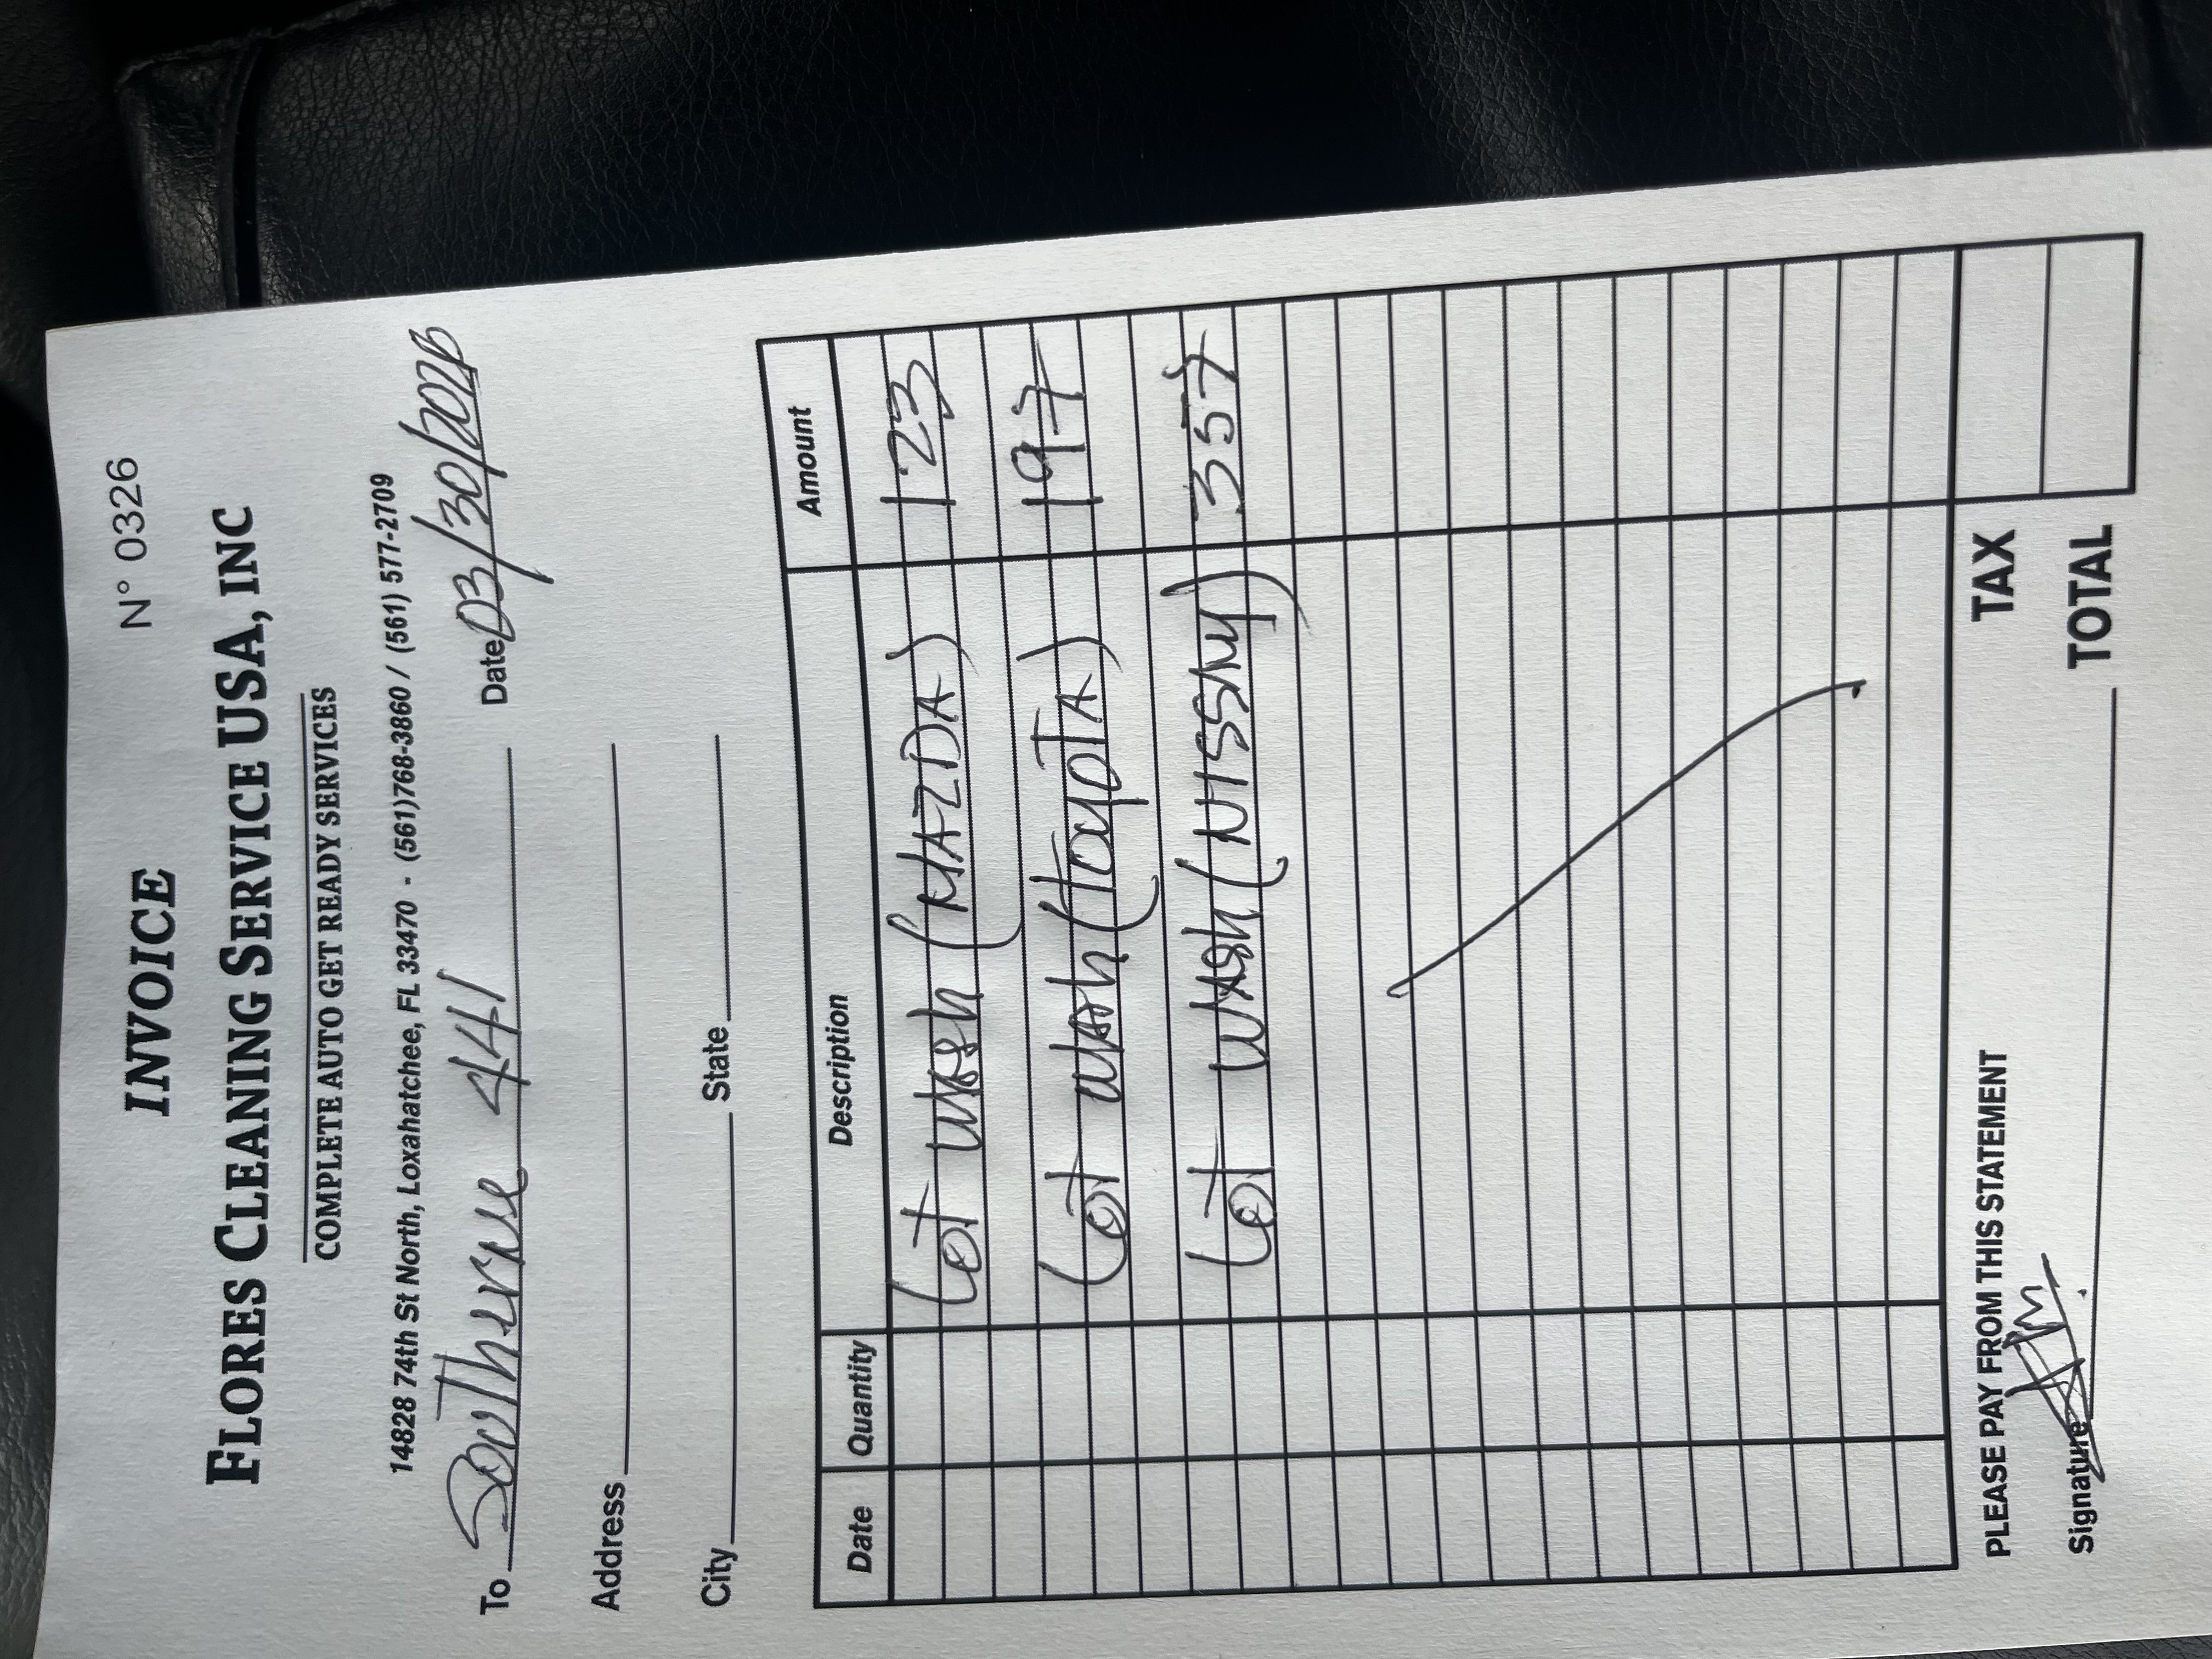 INVOICE N° 0326
FLORES CLEANING SERVICE USA, INC
COMPLETE AUTO GET READY SERVICES
14828 74th St North, Loxahatchee, FL 33470 - (561)768-3860 / (561) 577-2709
To Southerne 441 Date 03/30/2026
Address
City State
Date Quantity Description Amount
Lot wash (MAZDA) 123
Lot wash (Toyota) 197
Lot wash (NISSAN) 357
PLEASE PAY FROM THIS STATEMENT TAX
Signature TOTAL